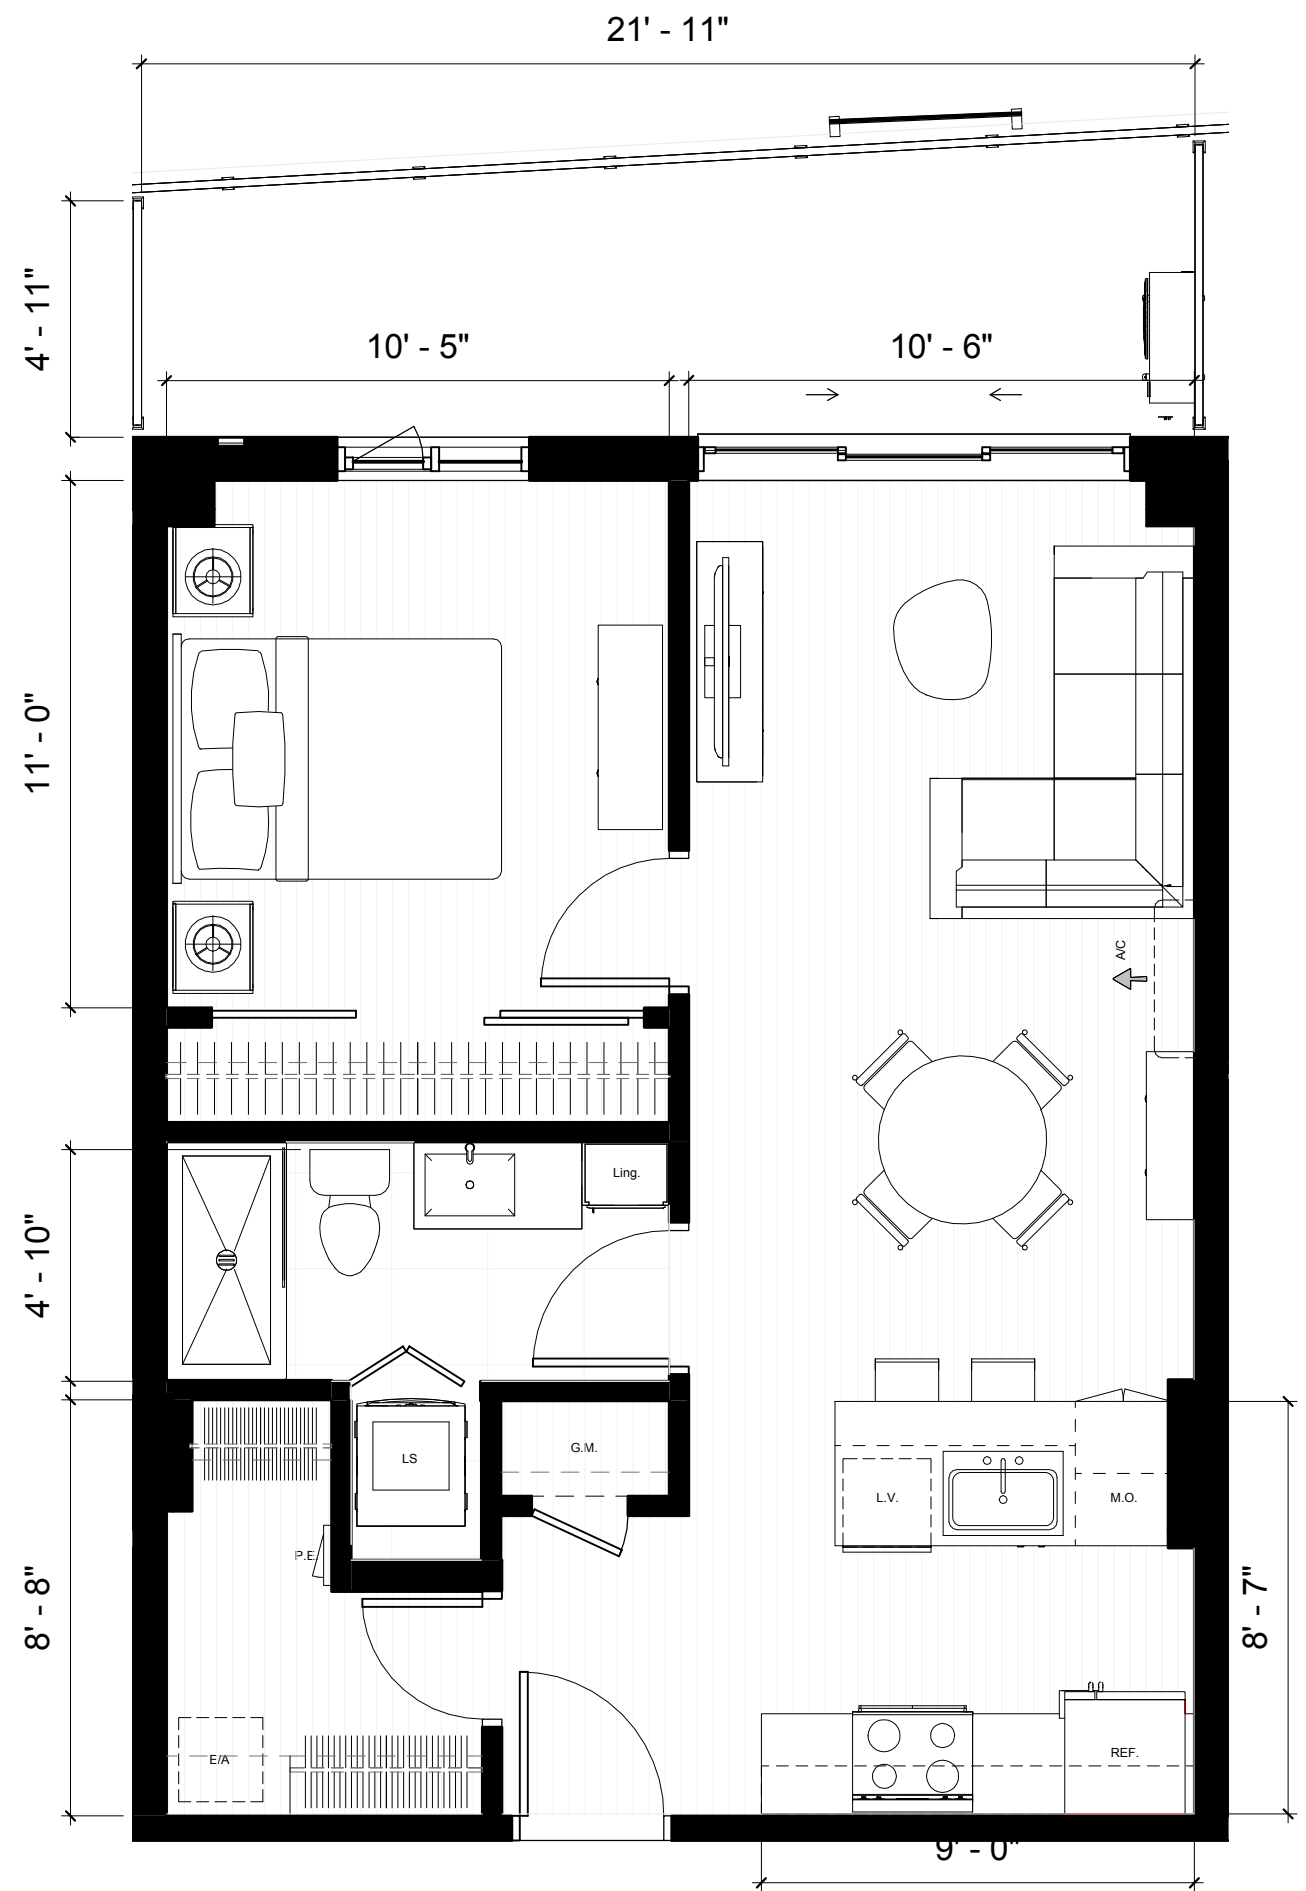 21' - 11"
4' - 11"
10' - 5"
10' - 6"
11' - 0"
A/C
Ling.
4' - 10"
G.M.
LS
L.V.
M.O.
P.E.
8' - 8"
8' - 7"
E/A
REF.
9' - 0"